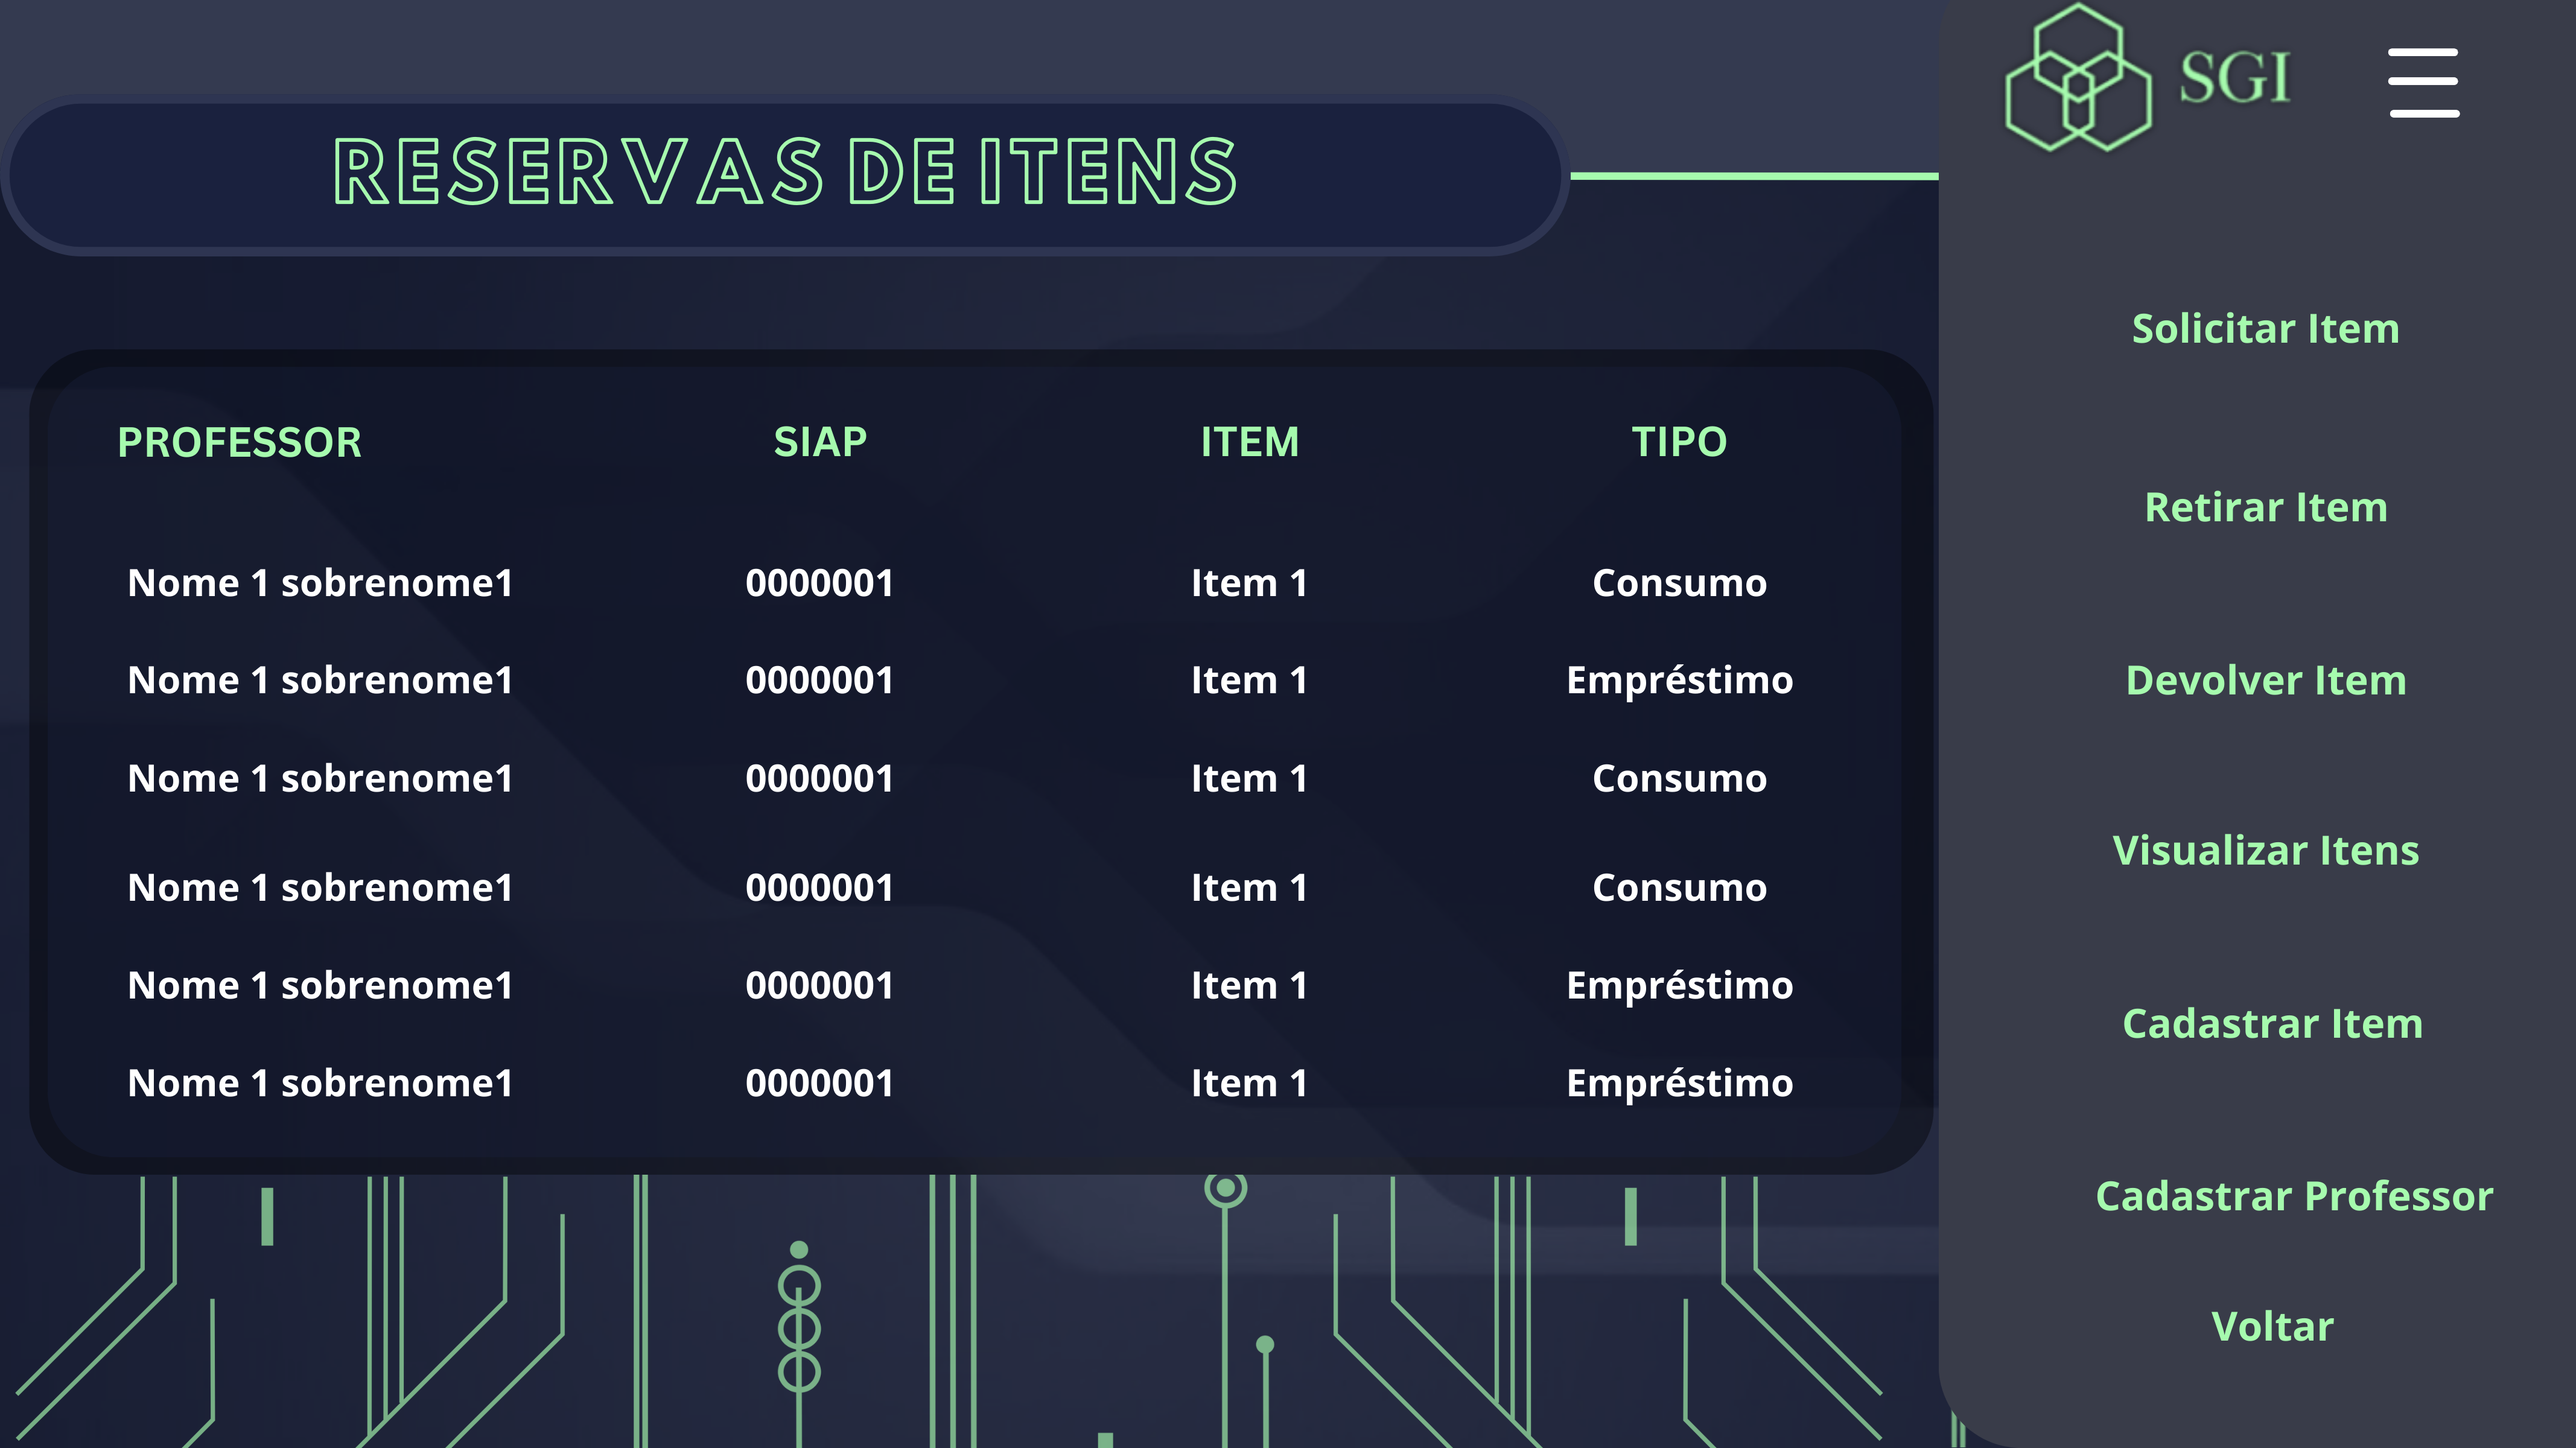 SGI
RESERVAS DE ITENS
PROFESSOR SIAP ITEM TIPO
Nome 1 sobrenome1 0000001 Item 1 Consumo
Nome 1 sobrenome1 0000001 Item 1 Empréstimo
Nome 1 sobrenome1 0000001 Item 1 Consumo
Nome 1 sobrenome1 0000001 Item 1 Consumo
Nome 1 sobrenome1 0000001 Item 1 Empréstimo
Nome 1 sobrenome1 0000001 Item 1 Empréstimo
Solicitar Item
Retirar Item
Devolver Item
Visualizar Itens
Cadastrar Item
Cadastrar Professor
Voltar